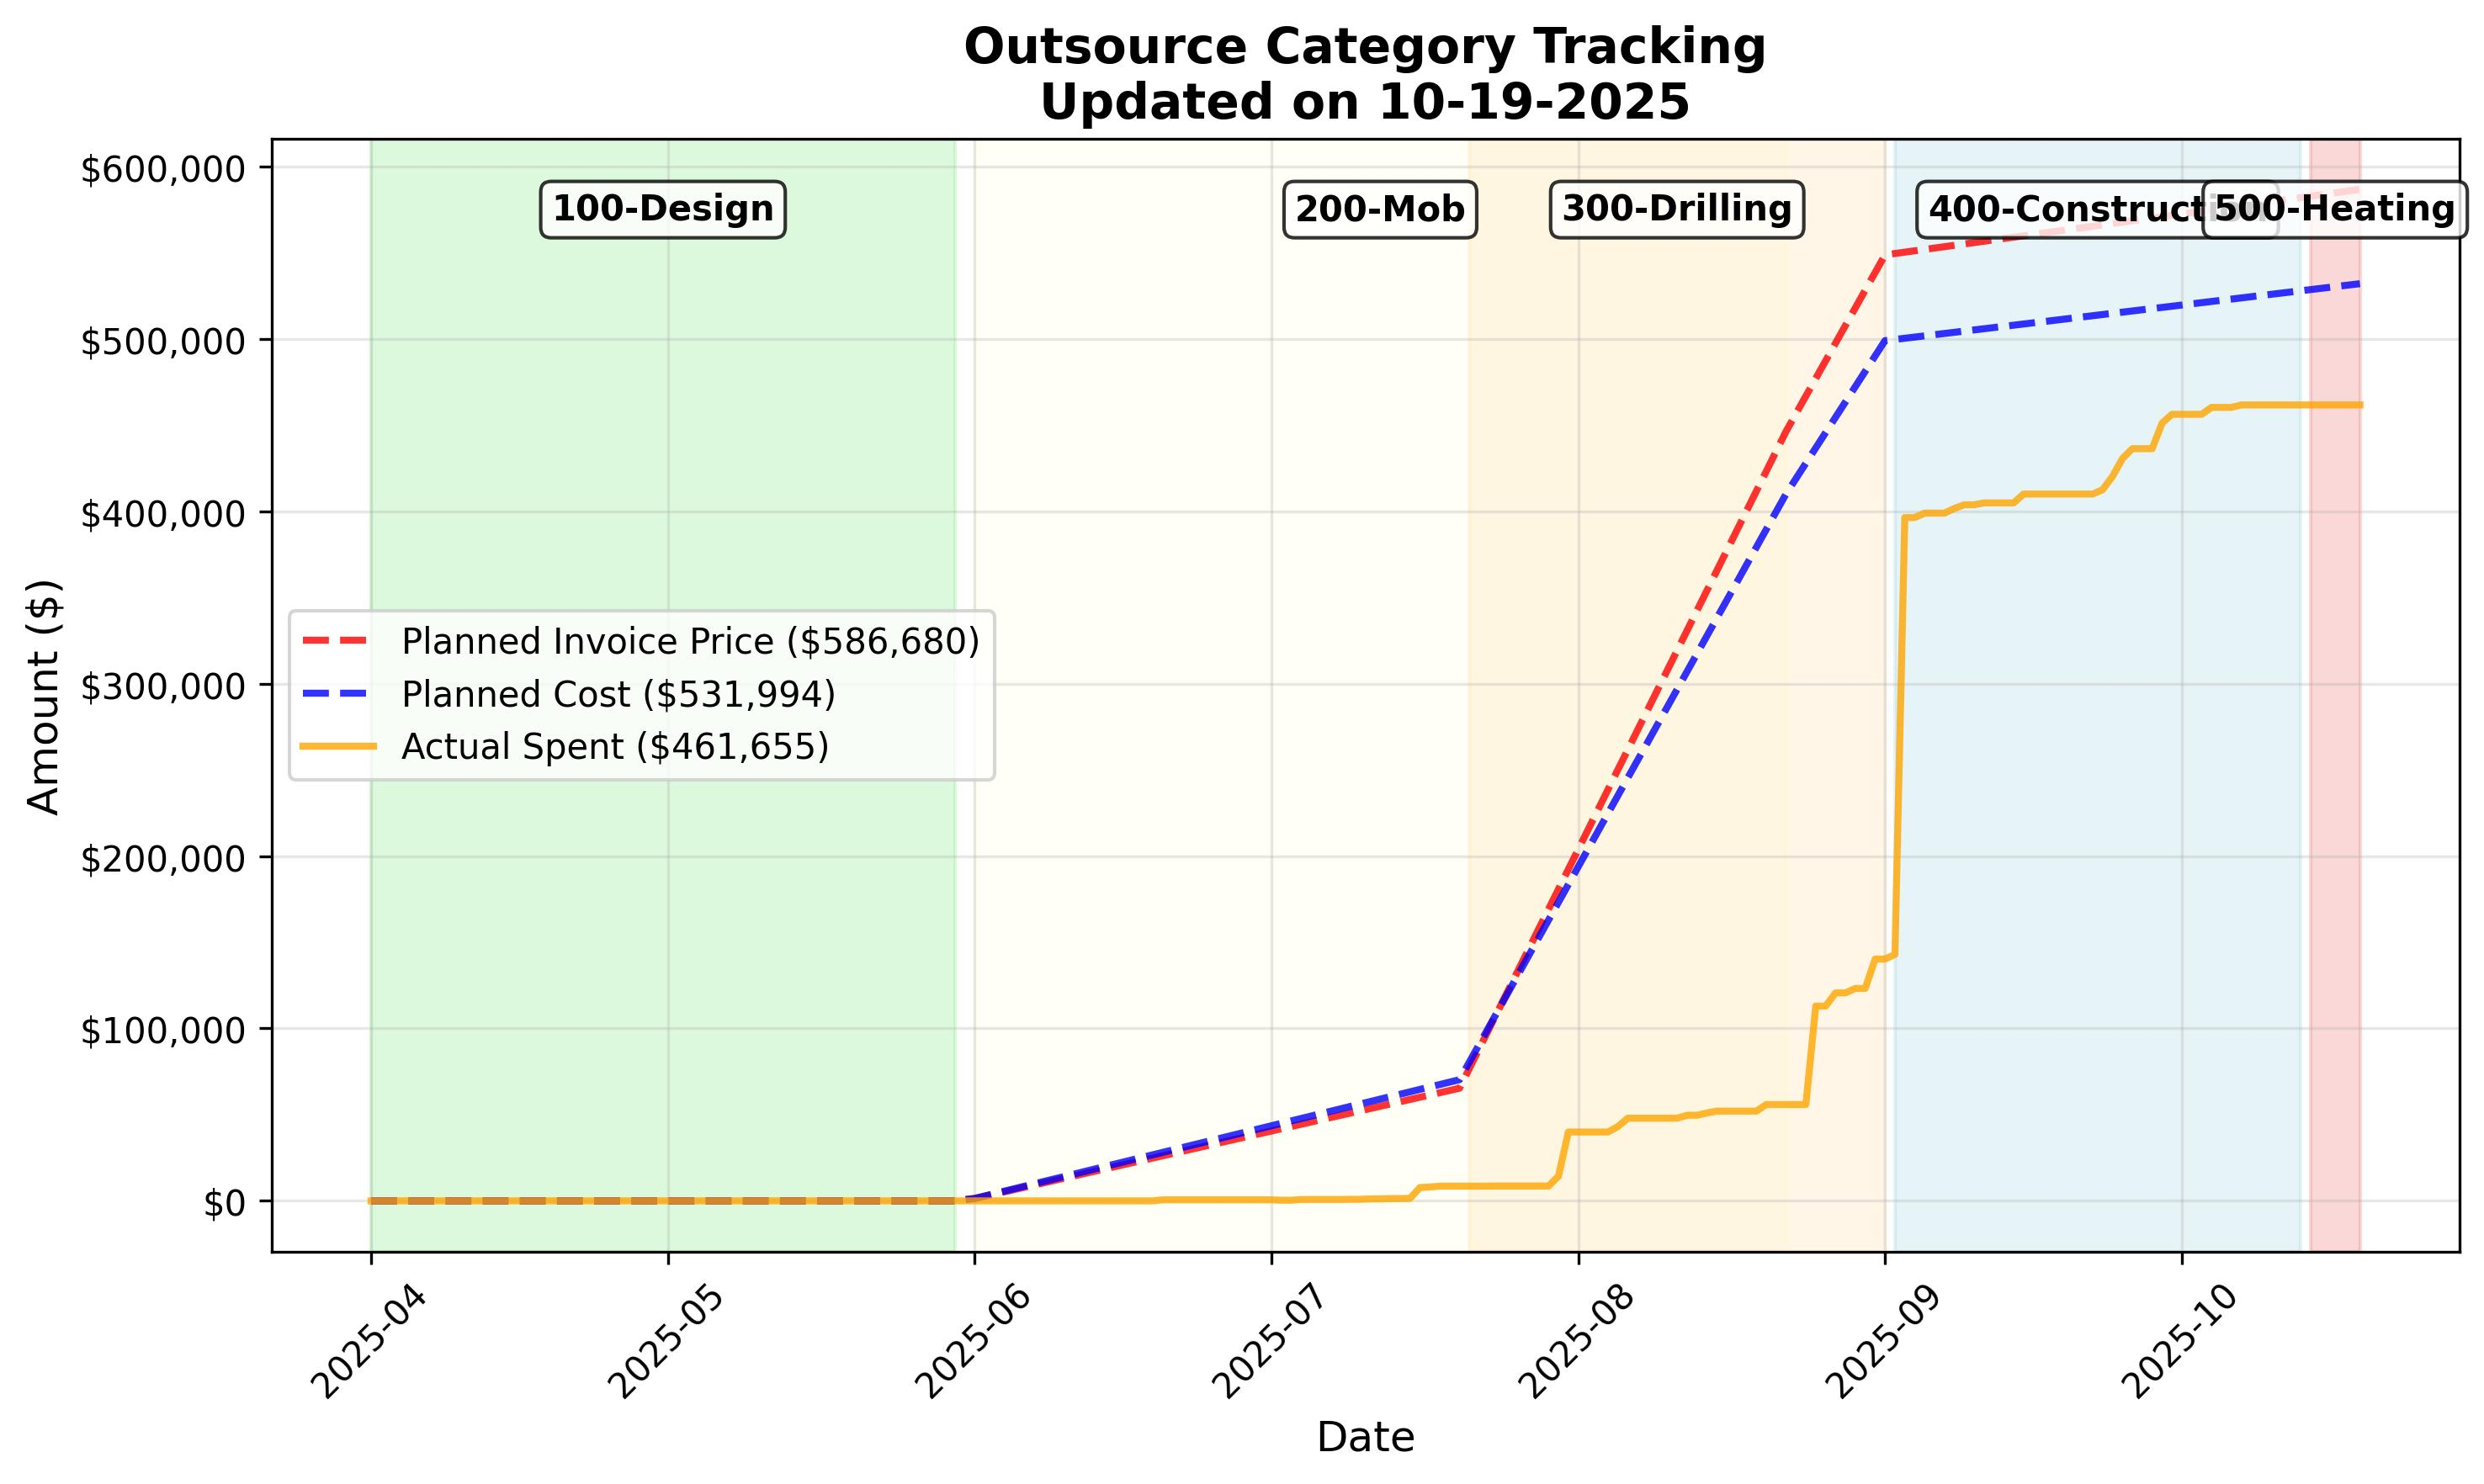 Outsource Category Tracking
Updated on 10-19-2025
$600,000
$500,000
$400,000
$300,000
$200,000
$100,000
$0
Amount ($)
100-Design
200-Mob
300-Drilling
400-Construction
500-Heating
Planned Invoice Price ($586,680)
Planned Cost ($531,994)
Actual Spent ($461,655)
2025-04
2025-05
2025-06
2025-07
2025-08
2025-09
2025-10
Date